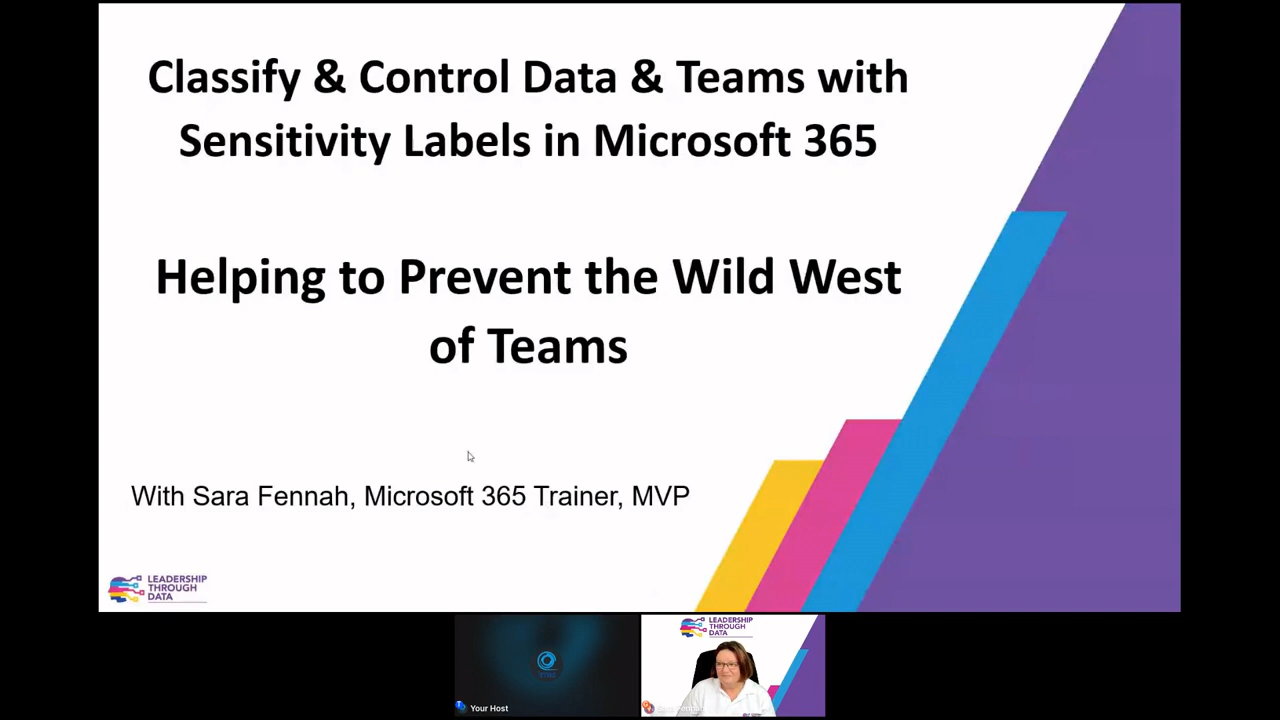 Classify & Control Data & Teams with
Sensitivity Labels in Microsoft 365
Helping to Prevent the Wild West
of Teams
With Sara Fennah, Microsoft 365 Trainer, MVP
LEADERSHIP
THROUGH
DATA
LEADERSHIP
THROUGH
DATA
Your Host